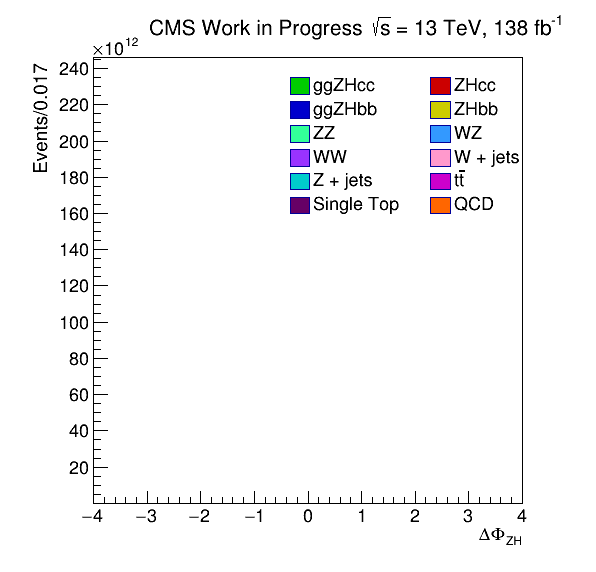 CMS Work in Progress √s = 13 TeV, 138 fb⁻¹
×10¹²
Events/0.017
240
220
200
180
160
140
120
100
80
60
40
20
ggZHcc ZHcc
ggZHbb ZHbb
ZZ WZ
WW W + jets
Z + jets tt̄
Single Top QCD
−4 −3 −2 −1 0 1 2 3 4
ΔΦ_ZH